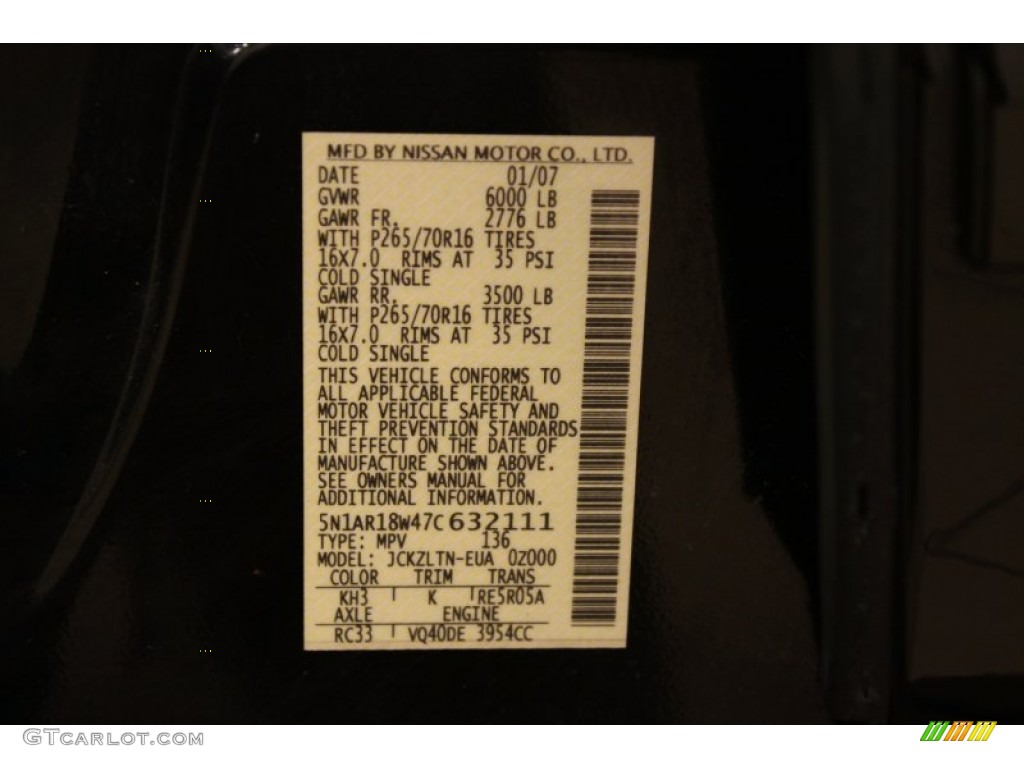 MFD BY NISSAN MOTOR CO., LTD.
DATE 01/07
GVWR 6000 LB
GAWR FR. 2776 LB
WITH P265/70R16 TIRES
16X7.0 RIMS AT 35 PSI
COLD SINGLE
GAWR RR. 3500 LB
WITH P265/70R16 TIRES
16X7.0 RIMS AT 35 PSI
COLD SINGLE
THIS VEHICLE CONFORMS TO
ALL APPLICABLE FEDERAL
MOTOR VEHICLE SAFETY AND
THEFT PREVENTION STANDARDS
IN EFFECT ON THE DATE OF
MANUFACTURE SHOWN ABOVE.
SEE OWNERS MANUAL FOR
ADDITIONAL INFORMATION.
5N1AR18W47C632111
TYPE: MPV 136
MODEL: JCKZLTN-EUA 0Z000
COLOR TRIM TRANS
KH3 K RE5R05A
AXLE ENGINE
RC33 VQ40DE 3954CC
GTCARLOT.COM